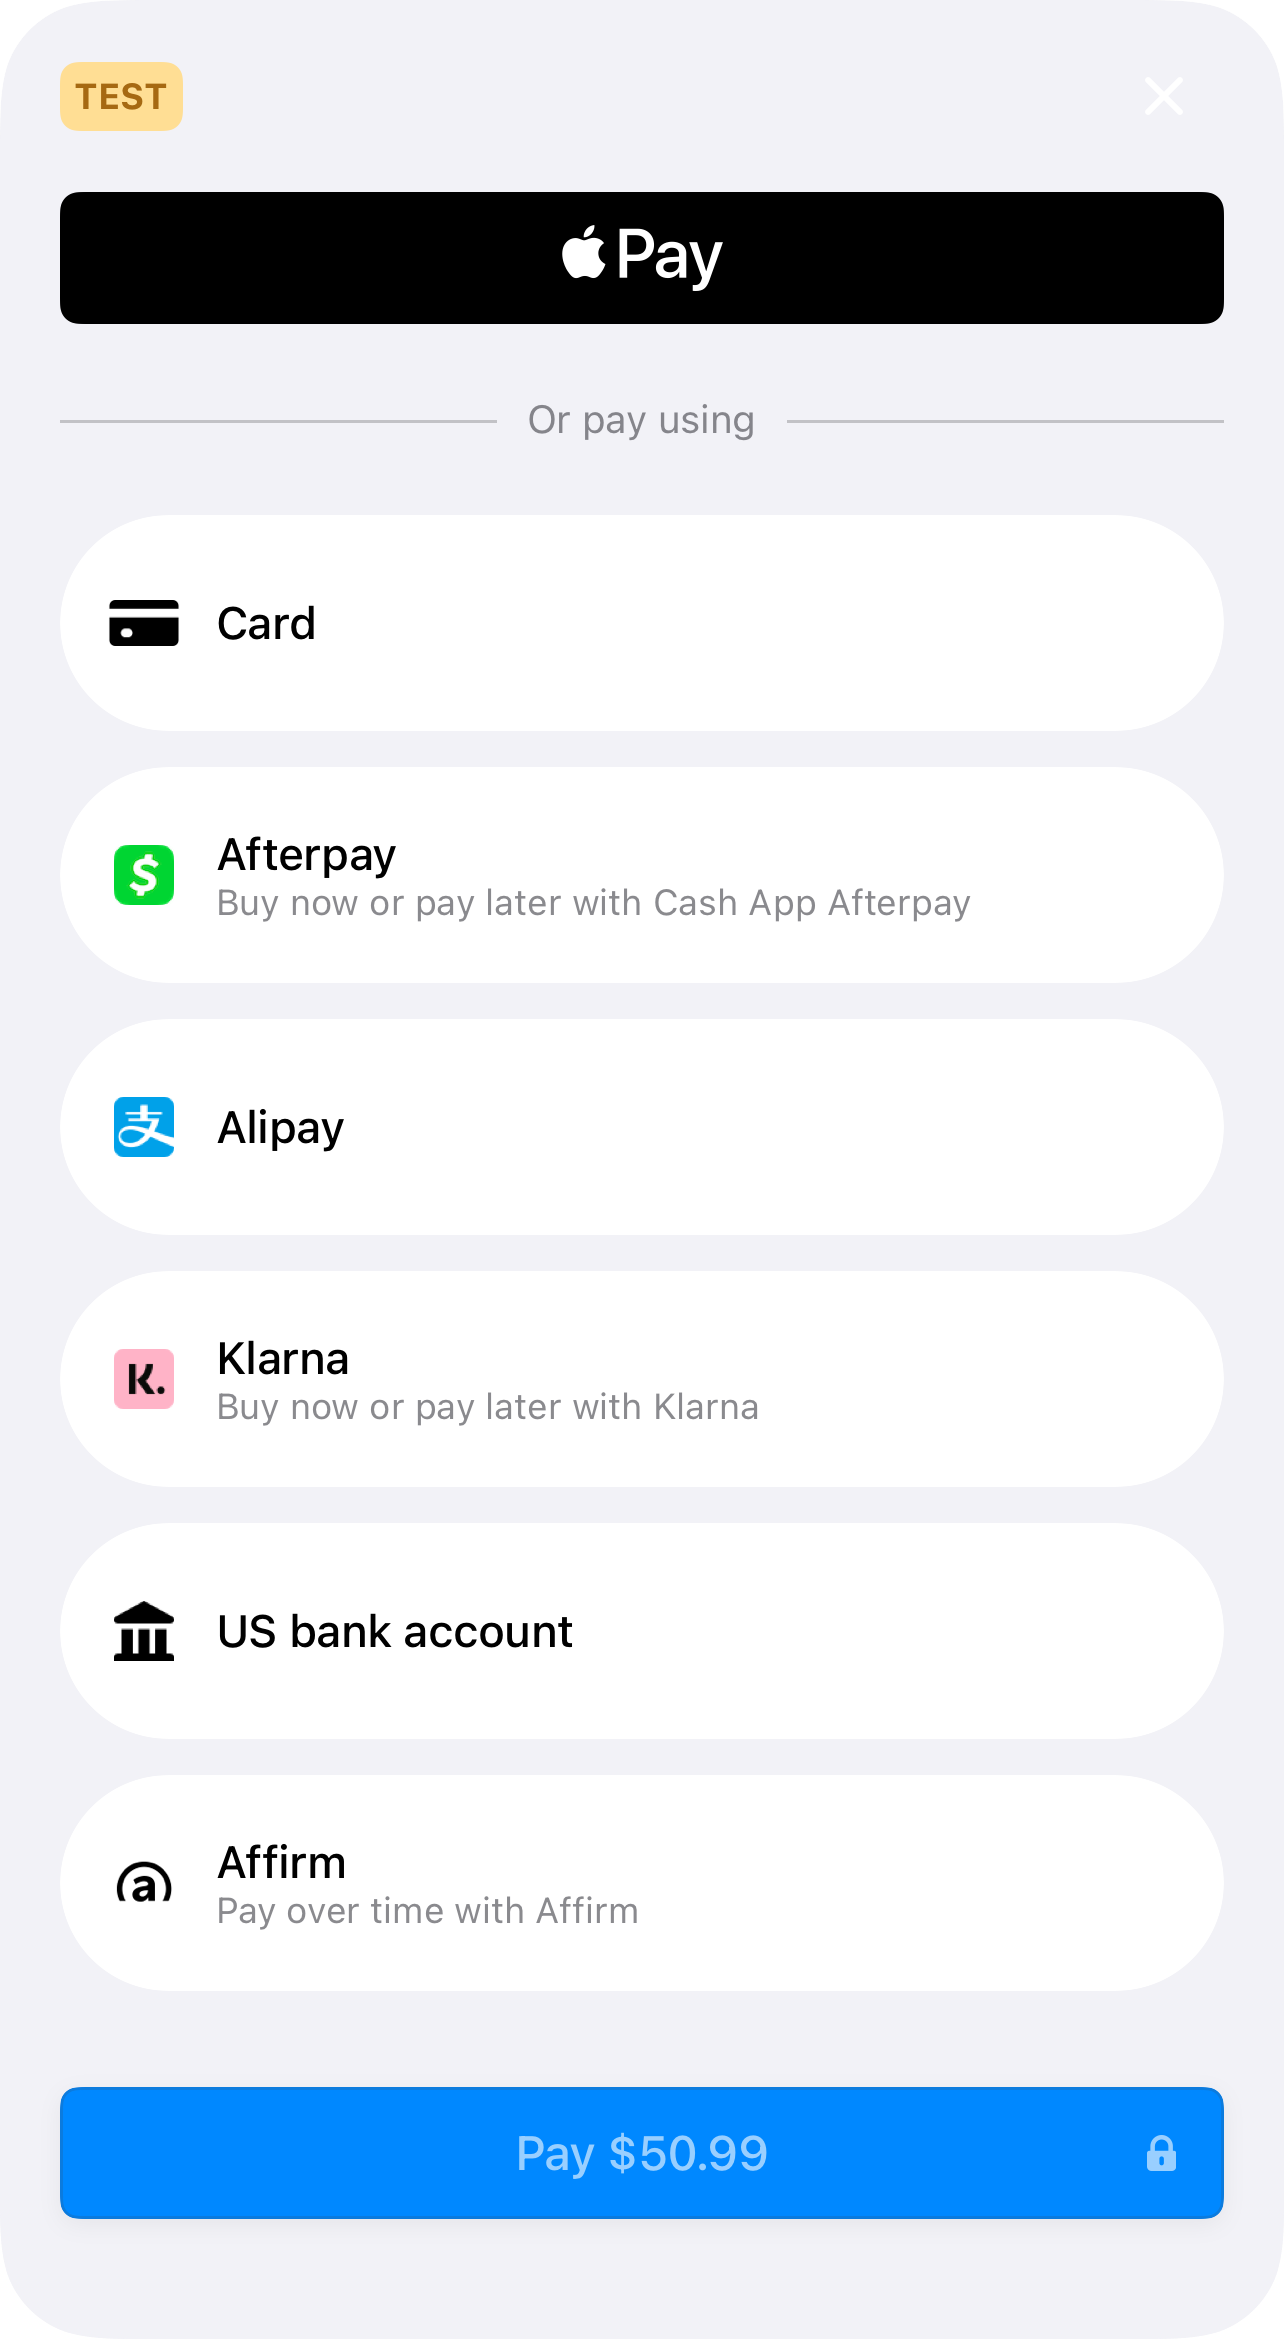 TEST
Pay
Or pay using
Card
Afterpay
Buy now or pay later with Cash App Afterpay
支
Alipay
K.
Klarna
Buy now or pay later with Klarna
US bank account
a
Affirm
Pay over time with Affirm
Pay $50.99